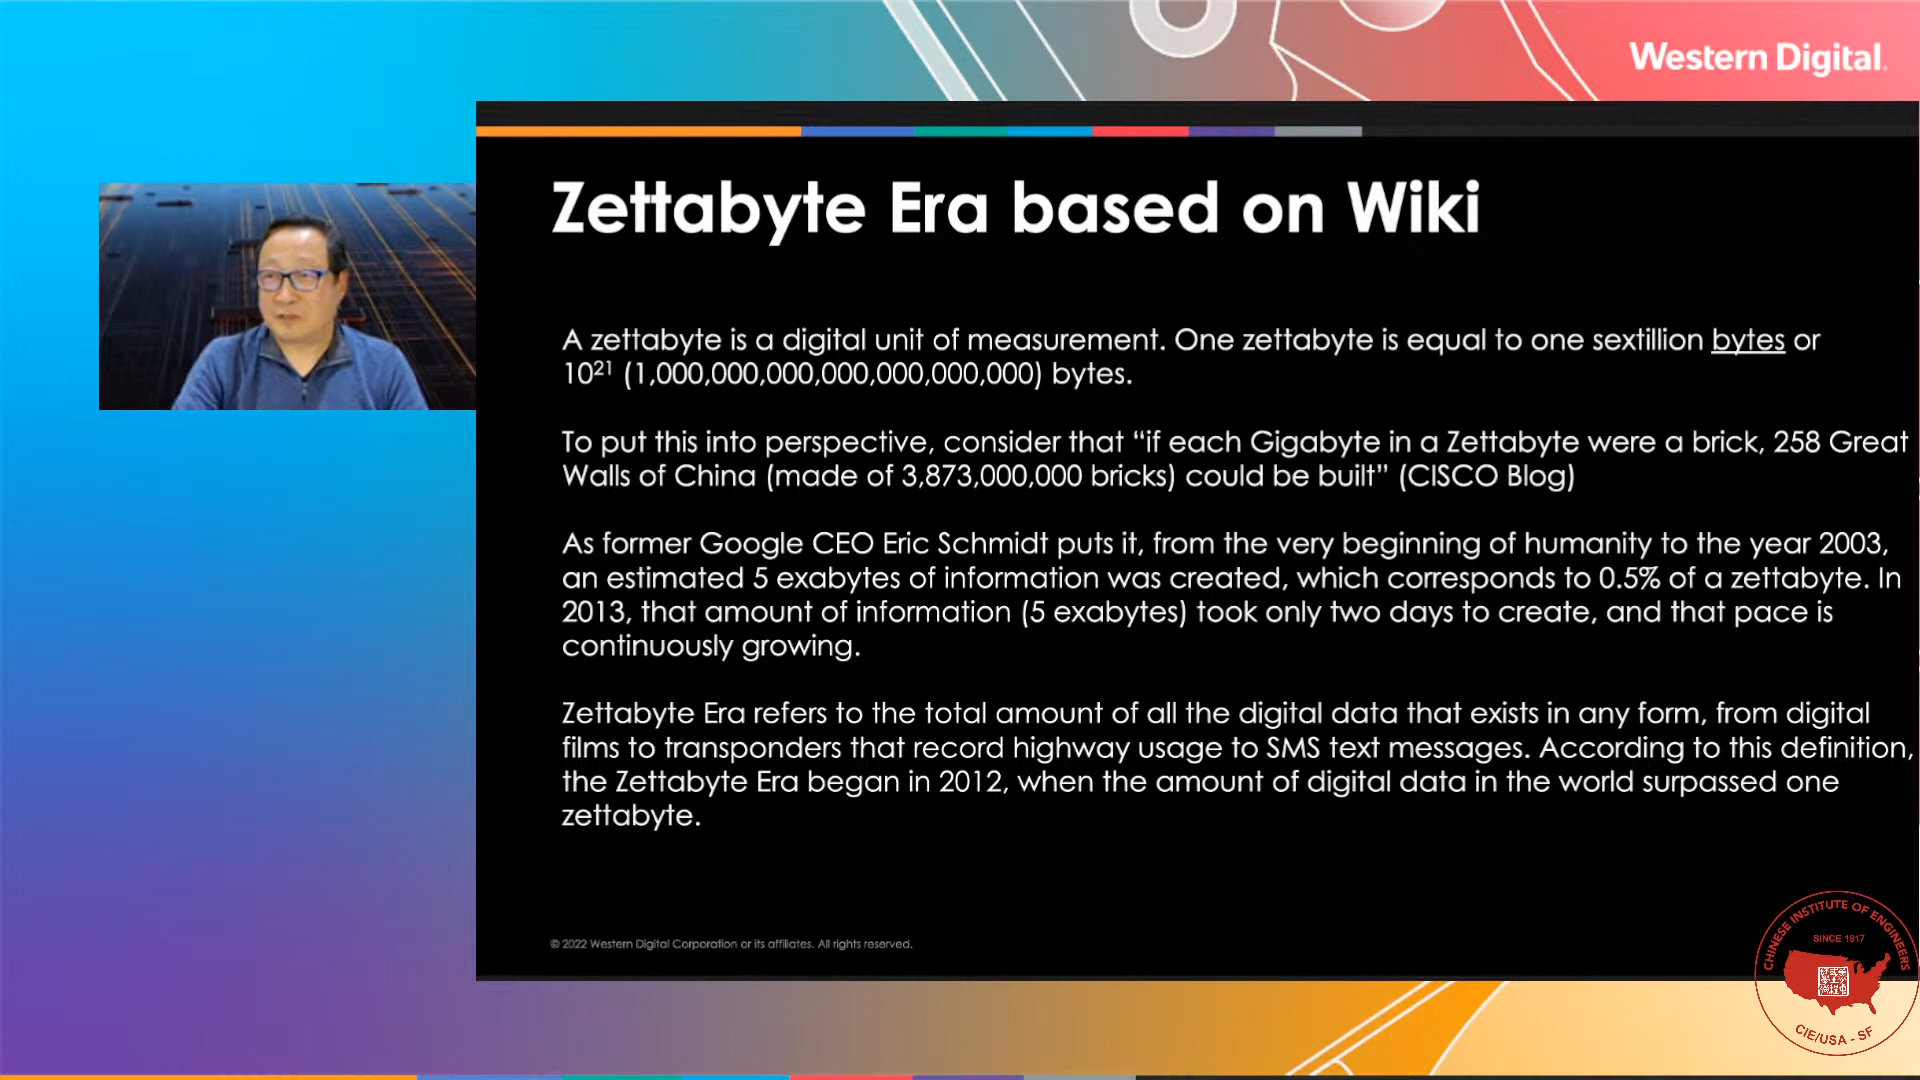 Western Digital.
Zettabyte Era based on Wiki
A zettabyte is a digital unit of measurement. One zettabyte is equal to one sextillion bytes or
10²¹ (1,000,000,000,000,000,000,000) bytes.
To put this into perspective, consider that “if each Gigabyte in a Zettabyte were a brick, 258 Great
Walls of China (made of 3,873,000,000 bricks) could be built” (CISCO Blog)
As former Google CEO Eric Schmidt puts it, from the very beginning of humanity to the year 2003,
an estimated 5 exabytes of information was created, which corresponds to 0.5% of a zettabyte. In
2013, that amount of information (5 exabytes) took only two days to create, and that pace is
continuously growing.
Zettabyte Era refers to the total amount of all the digital data that exists in any form, from digital
films to transponders that record highway usage to SMS text messages. According to this definition,
the Zettabyte Era began in 2012, when the amount of digital data in the world surpassed one
zettabyte.
© 2022 Western Digital Corporation or its affiliates. All rights reserved.
CHINESE INSTITUTE OF ENGINEERS
SINCE 1917
CIE/USA - SF